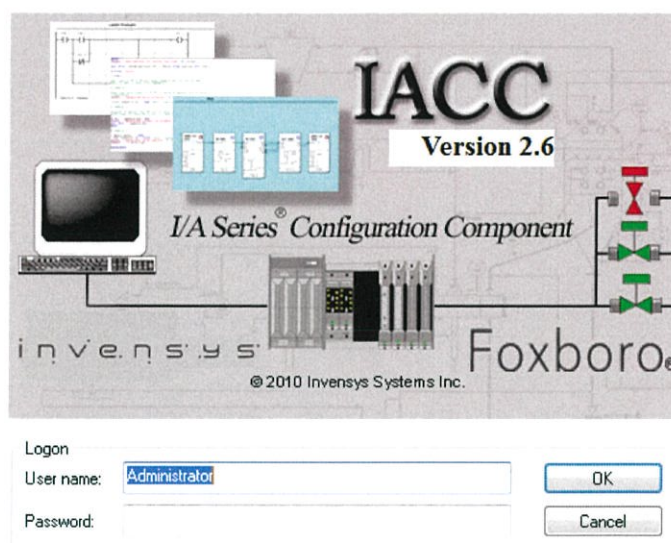 IACC
Version 2.6
I/A Series® Configuration Component
invensys
Foxboro®
© 2010 Invensys Systems Inc.
Logon
User name:
Administrator
OK
Password:
Cancel